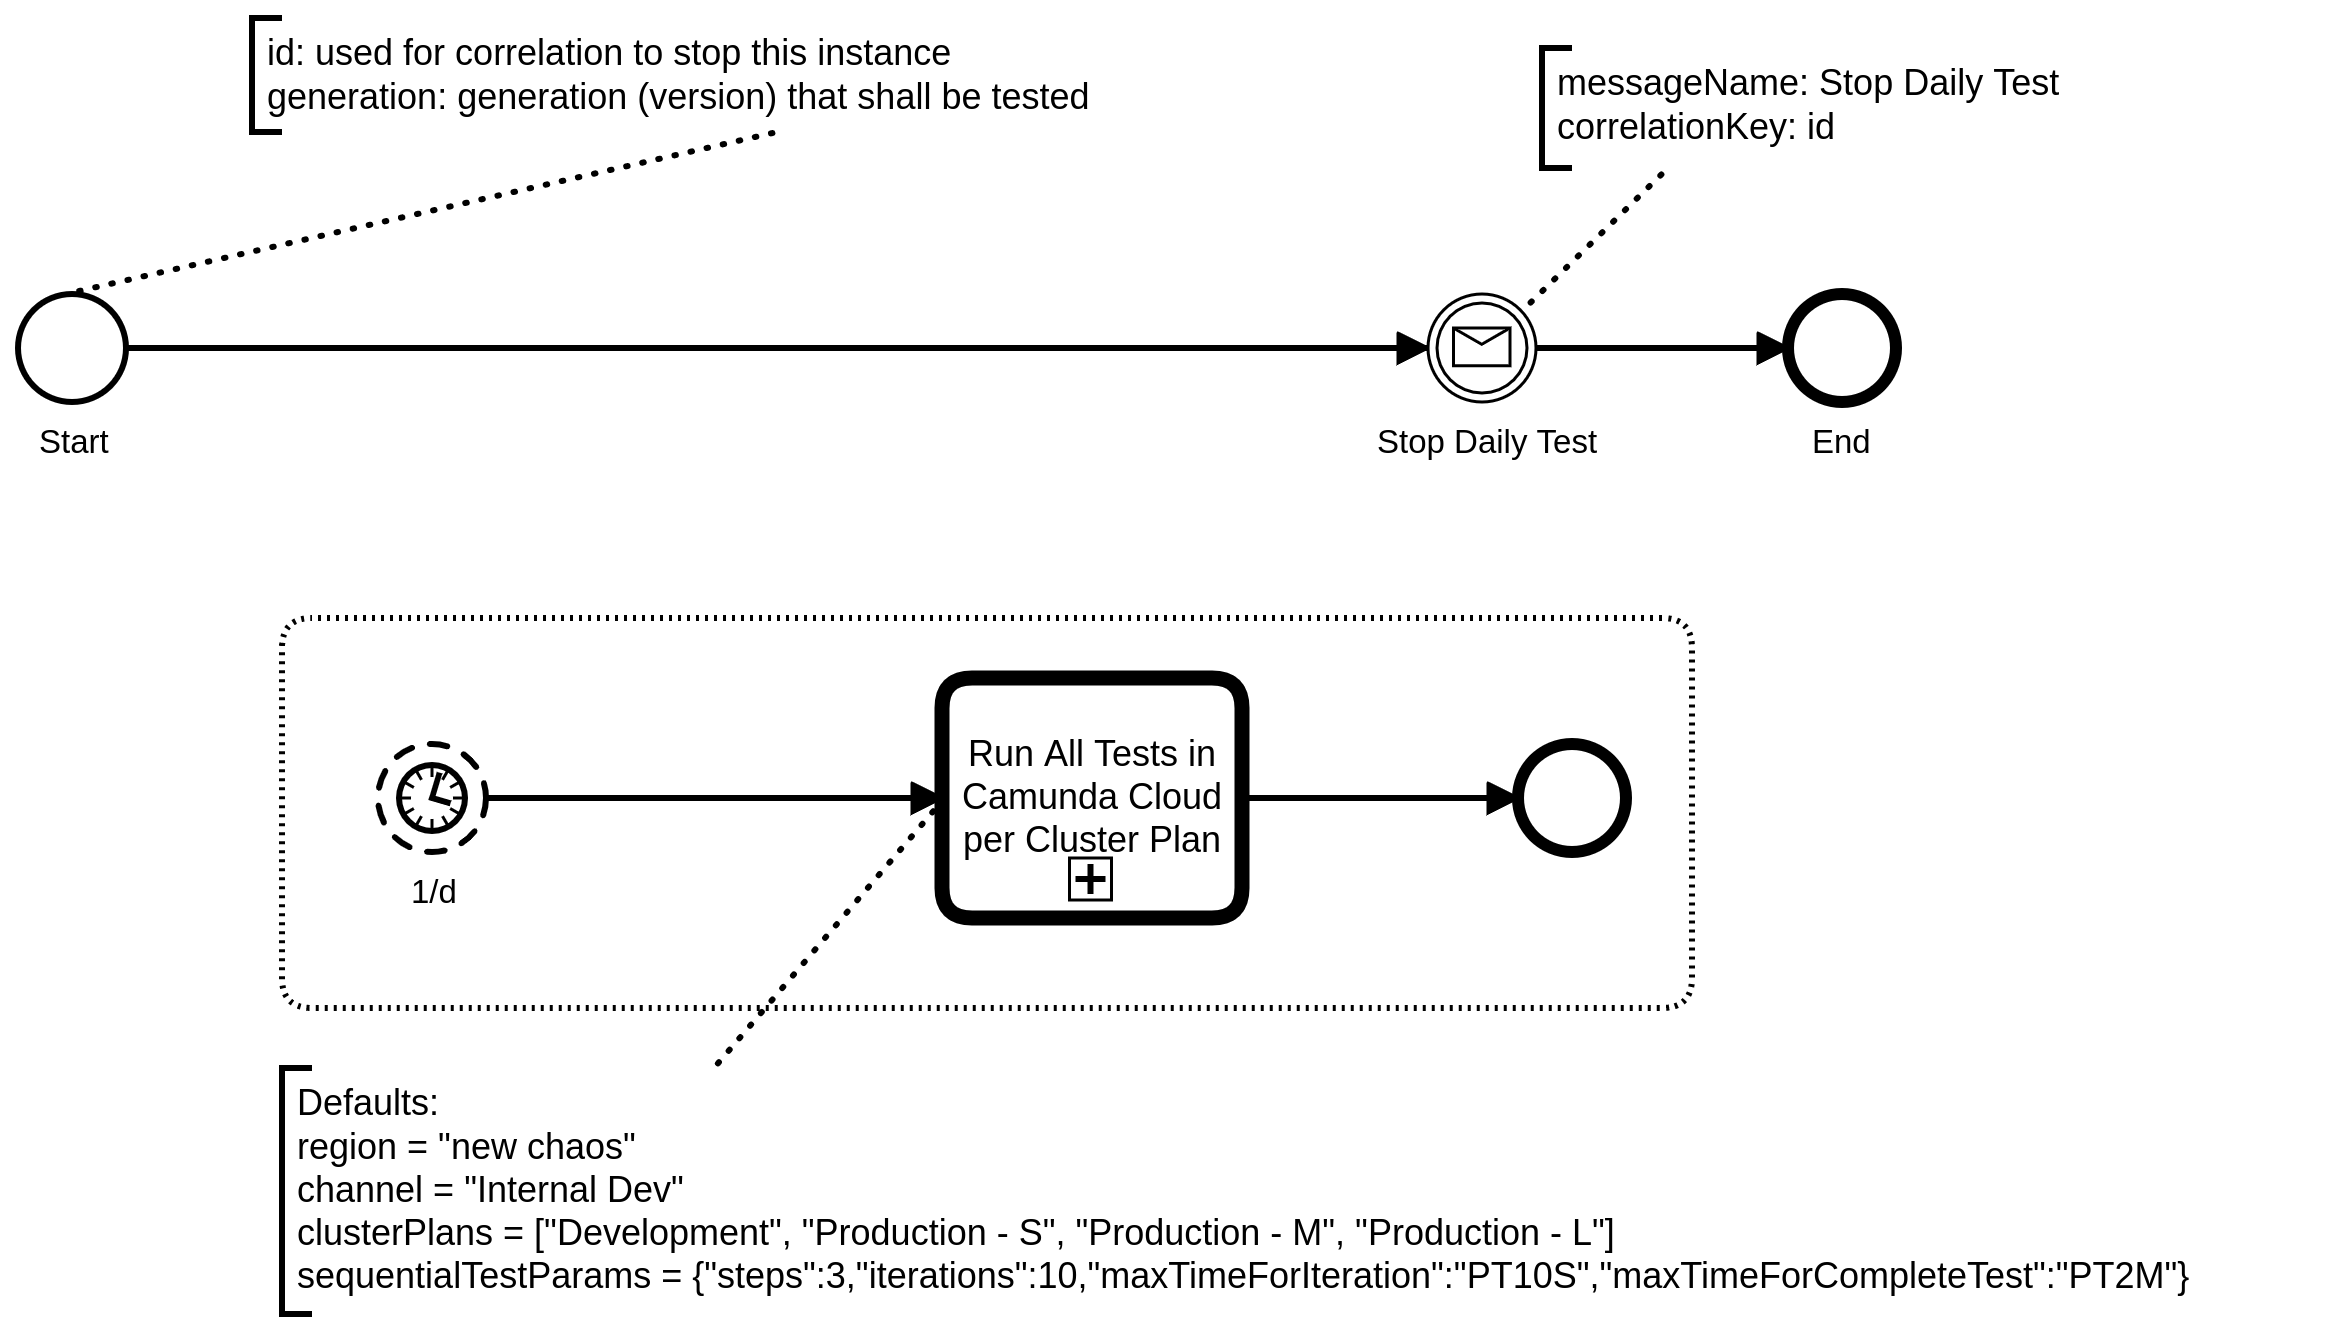 id: used for correlation to stop this instance
generation: generation (version) that shall be tested
messageName: Stop Daily Test
correlationKey: id
Start
Stop Daily Test
End
Run All Tests in
Camunda Cloud
per Cluster Plan
1/d
Defaults:
region = "new chaos"
channel = "Internal Dev"
clusterPlans = ["Development", "Production - S", "Production - M", "Production - L"]
sequentialTestParams = {"steps":3,"iterations":10,"maxTimeForIteration":"PT10S","maxTimeForCompleteTest":"PT2M"}